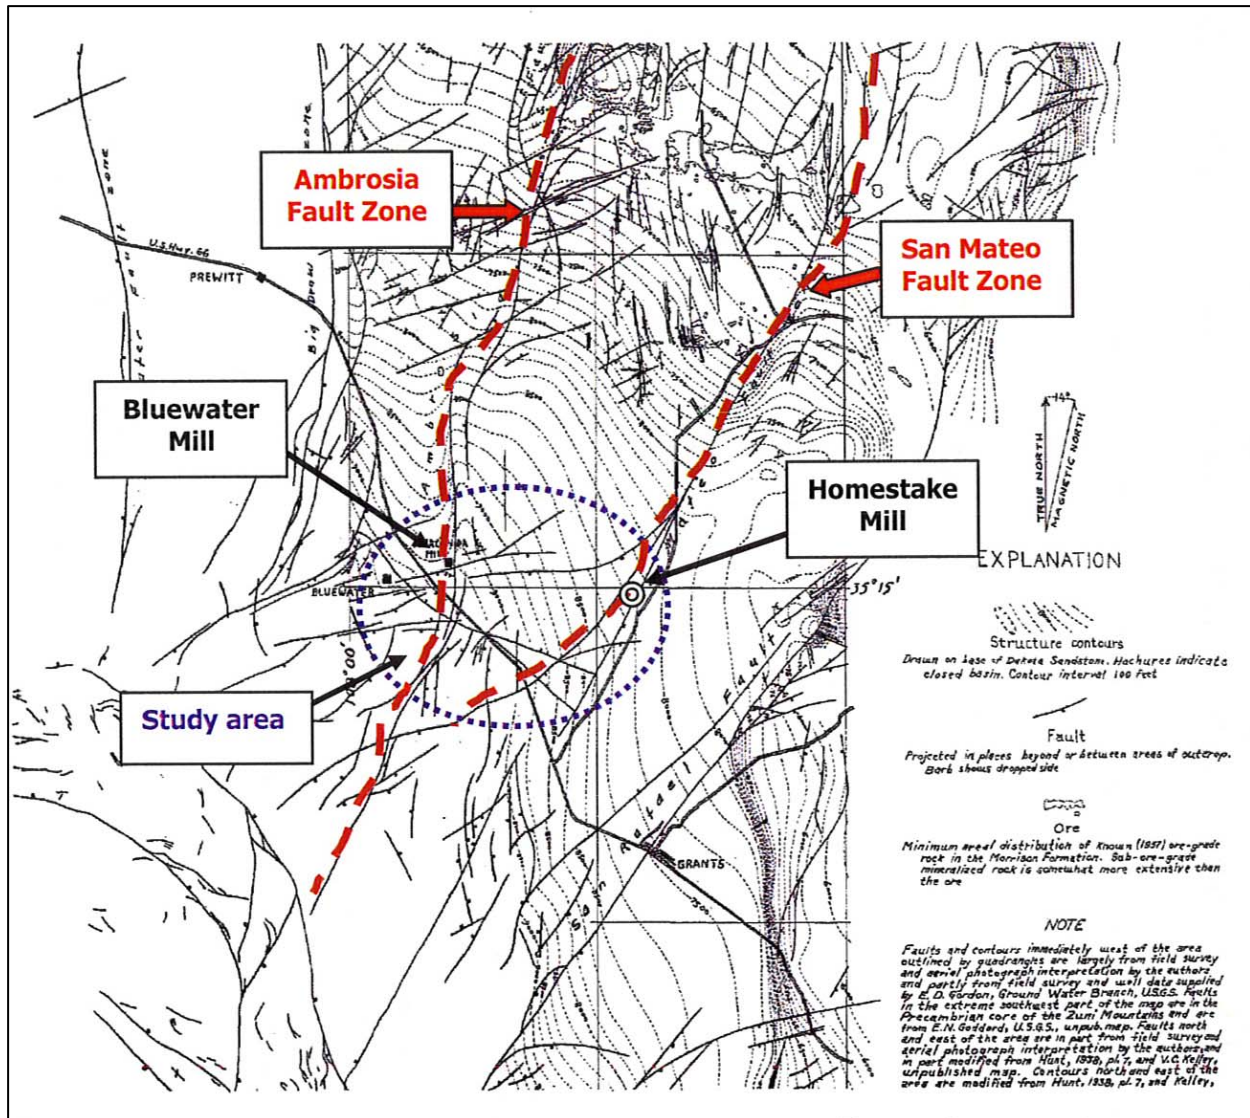 Ambrosia
Fault Zone
San Mateo
Fault Zone
U.S. Hwy. 66
PREWITT
Bluewater
Mill
Homestake
Mill
TRUE NORTH
MAGNETIC NORTH
14°
BLUEWATER
35° 15'
Study area
San Rafael Fault
GRANTS
7500
EXPLANATION
Structure contours
Drawn on base of Dakota Sandstone. Hachures indicate
closed basin. Contour interval 100 feet
Fault
Projected in places beyond or between areas of outcrop.
Barb shows dropped side
Ore
Minimum areal distribution of known (1957) ore-grade
rock in the Morrison Formation. Sub-ore-grade
mineralized rock is somewhat more extensive than
the ore
NOTE
Faults and contours immediately west of the area
outlined by quadrangles are largely from field survey
and aerial photograph interpretation by the authors
and partly from field survey and well data supplied
by E. D. Gordon, Ground Water Branch, U.S.G.S. Faults
in the extreme southwest part of the map are in the
Precambrian core of the Zuni Mountains and are
from E.N. Goddard, U.S.G.S., unpub. map. Faults north
and east of the area are in part from field survey and
aerial photograph interpretation by the authors and
in part modified from Hunt, 1938, pl. 7, and V.C. Kelley,
unpublished map. Contours north and east of the
area are modified from Hunt, 1938, pl. 7, and Kelley,